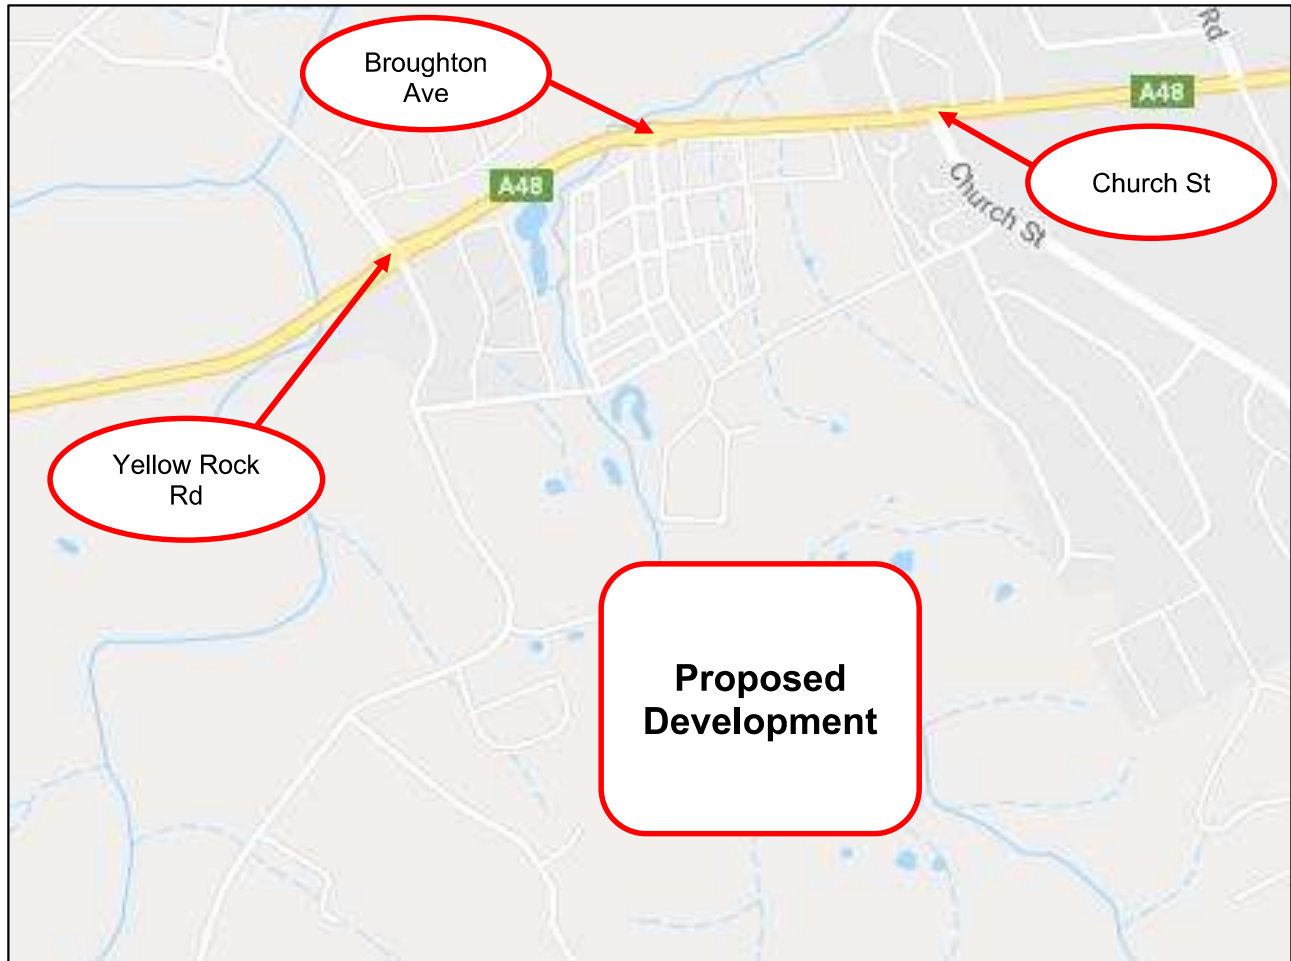 Rd
Broughton
Ave
A48
Church St
A48
Church St
Yellow Rock
Rd
Proposed
Development